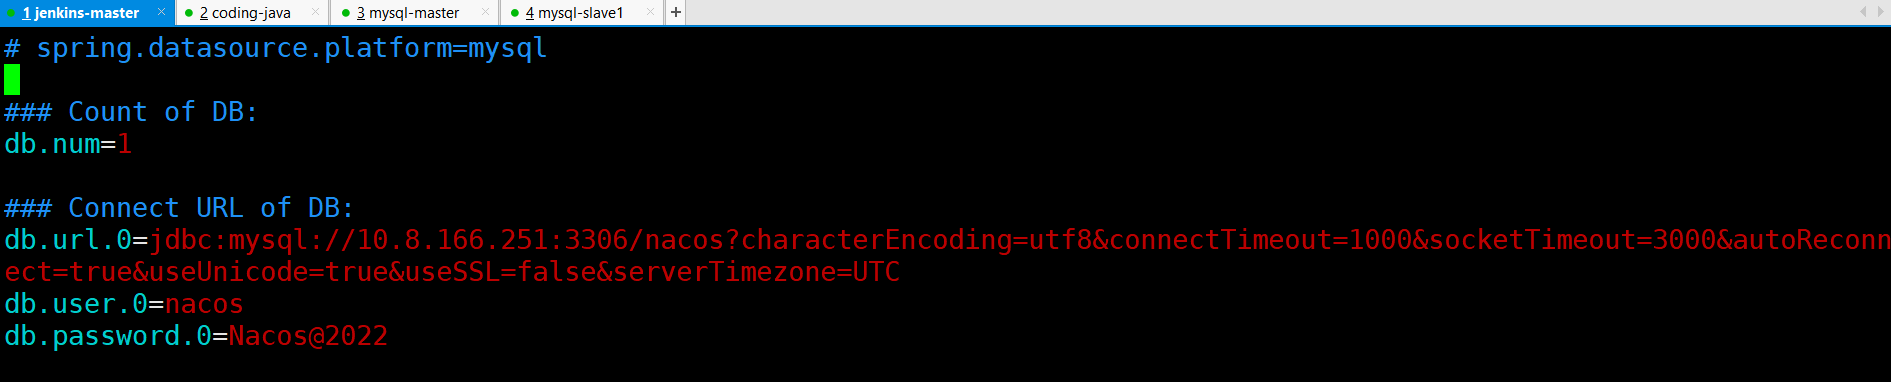 1 jenkins-master × 2 coding-java × 3 mysql-master × 4 mysql-slave1 × +
# spring.datasource.platform=mysql
### Count of DB:
db.num=1
### Connect URL of DB:
db.url.0=jdbc:mysql://10.8.166.251:3306/nacos?characterEncoding=utf8&connectTimeout=1000&socketTimeout=3000&autoReconn
ect=true&useUnicode=true&useSSL=false&serverTimezone=UTC
db.user.0=nacos
db.password.0=Nacos@2022